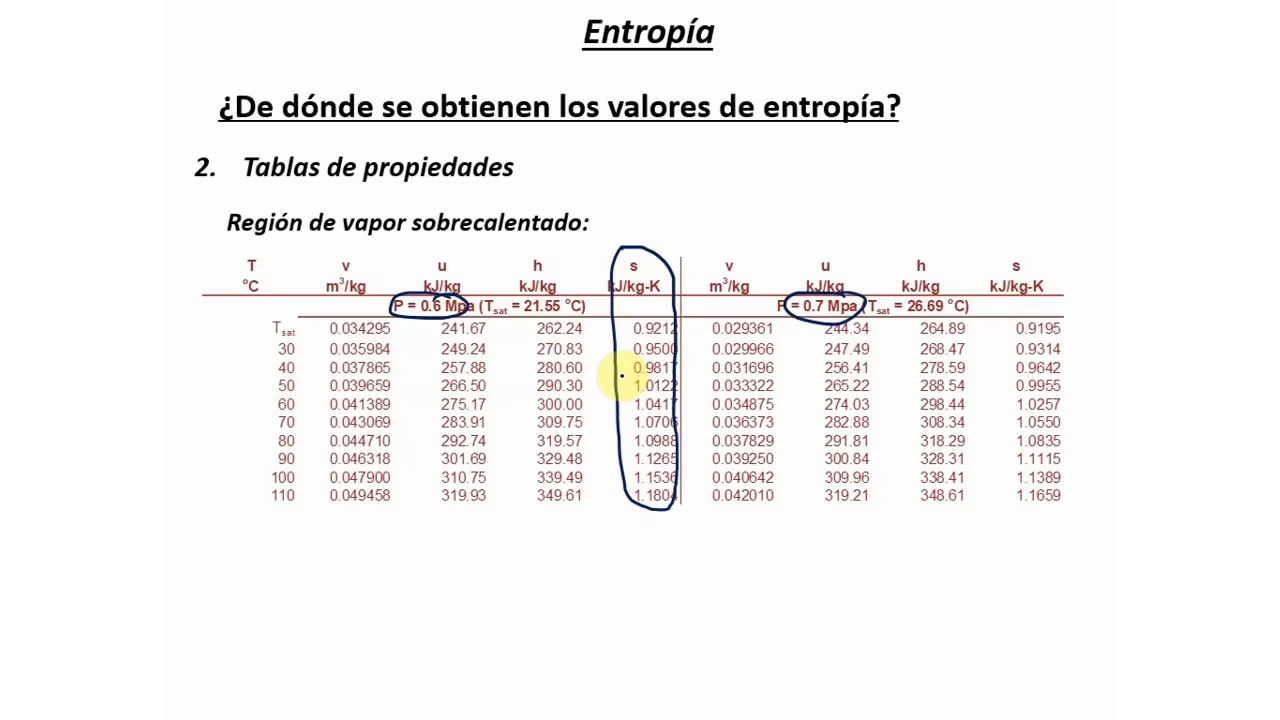 Entropía
¿De dónde se obtienen los valores de entropía?
2. Tablas de propiedades
Región de vapor sobrecalentado:
T v u h s v u h s
°C m³/kg kJ/kg kJ/kg kJ/kg-K m³/kg kJ/kg kJ/kg kJ/kg-K
P = 0.6 Mpa (Tsat = 21.55 °C) P = 0.7 Mpa (Tsat = 26.69 °C)
Tsat 0.034295 241.67 262.24 0.9212 0.029361 244.34 264.89 0.9195
30 0.035984 249.24 270.83 0.9500 0.029966 247.49 268.47 0.9314
40 0.037865 257.88 280.60 0.9817 0.031696 256.41 278.59 0.9642
50 0.039659 266.50 290.30 1.0122 0.033322 265.22 288.54 0.9955
60 0.041389 275.17 300.00 1.0417 0.034875 274.03 298.44 1.0257
70 0.043069 283.91 309.75 1.0706 0.036373 282.88 308.34 1.0550
80 0.044710 292.74 319.57 1.0988 0.037829 291.81 318.29 1.0835
90 0.046318 301.69 329.48 1.1265 0.039250 300.84 328.31 1.1115
100 0.047900 310.75 339.49 1.1536 0.040642 309.96 338.41 1.1389
110 0.049458 319.93 349.61 1.1804 0.042010 319.21 348.61 1.1659